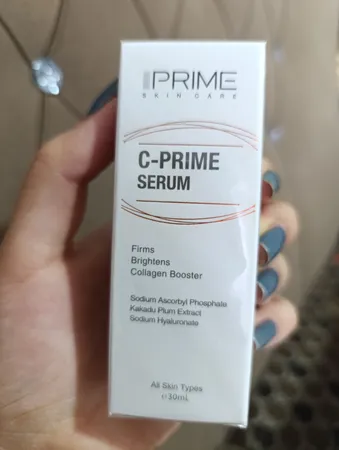 PRIME
SKIN CARE
C-PRIME
SERUM
Firms
Brightens
Collagen Booster
Sodium Ascorbyl Phosphate
Kakadu Plum Extract
Sodium Hyaluronate
All Skin Types
℮30mL